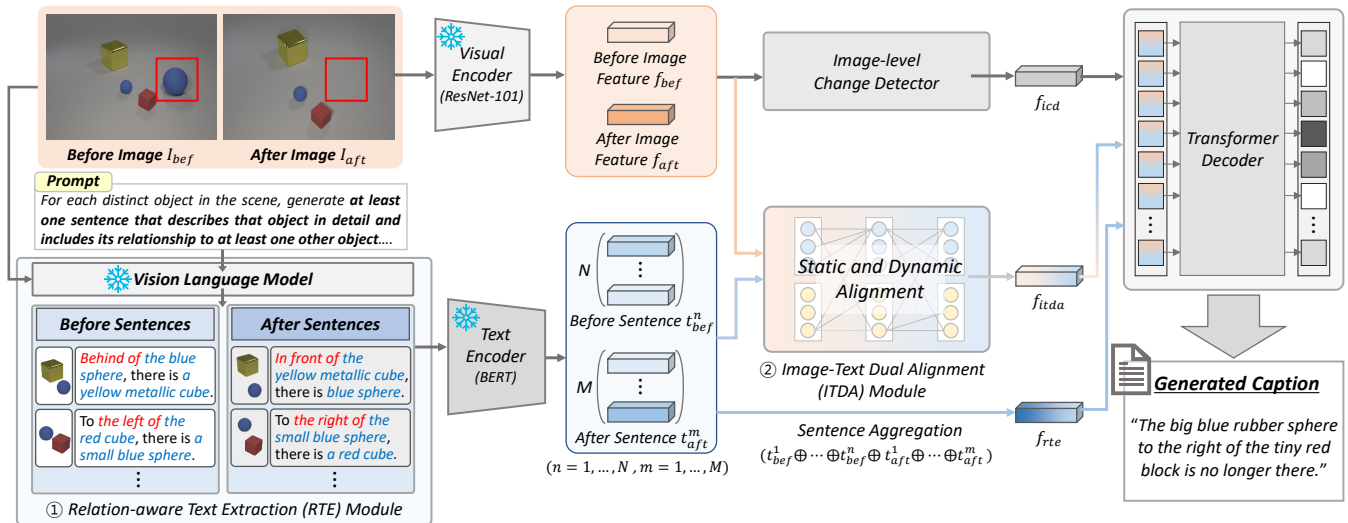 Before Image I_bef
After Image I_aft
Visual
Encoder
(ResNet-101)
Before Image
Feature f_bef
After Image
Feature f_aft
Image-level
Change Detector
f_icd
Transformer
Decoder
Prompt
For each distinct object in the scene, generate at least
one sentence that describes that object in detail and
includes its relationship to at least one other object....
Vision Language Model
Before Sentences
After Sentences
Behind of the blue
sphere, there is a
yellow metallic cube.
In front of the
yellow metallic cube,
there is blue sphere.
To the left of the
red cube, there is a
small blue sphere.
To the right of the
small blue sphere,
there is a red cube.
① Relation-aware Text Extraction (RTE) Module
Text
Encoder
(BERT)
N
Before Sentence t^n_bef
M
After Sentence t^m_aft
(n = 1, ..., N , m = 1, ..., M)
Static and Dynamic
Alignment
② Image-Text Dual Alignment
(ITDA) Module
f_itda
Sentence Aggregation
(t^1_bef ⊕ ⋯ ⊕ t^n_bef ⊕ t^1_aft ⊕ ⋯ ⊕ t^m_aft)
f_rte
Generated Caption
“The big blue rubber sphere
to the right of the tiny red
block is no longer there.”